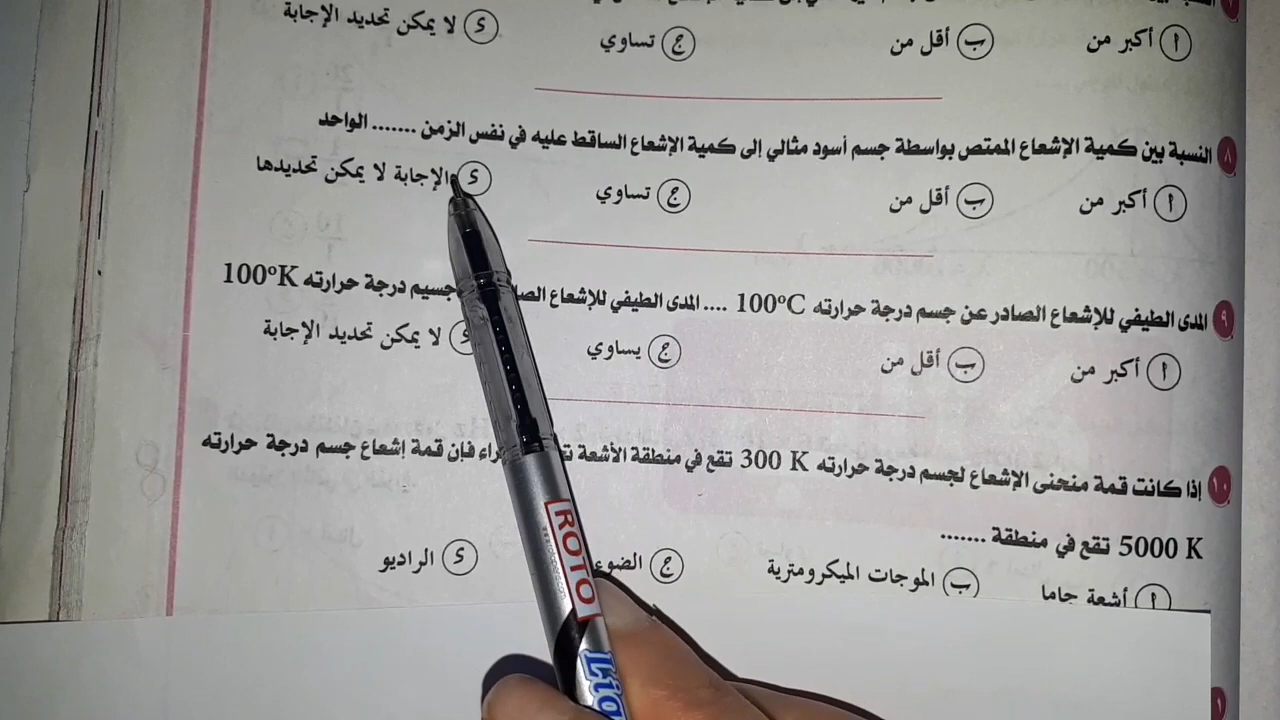 أ أكبر من ب أقل من ج تساوي د لا يمكن تحديد الإجابة
٨ النسبة بين كمية الإشعاع الممتص بواسطة جسم أسود مثالي إلى كمية الإشعاع الساقط عليه في نفس الزمن ....... الواحد
أ أكبر من ب أقل من ج تساوي د الإجابة لا يمكن تحديدها
٩ المدى الطيفي للإشعاع الصادر عن جسم درجة حرارته 100°C .... المدى الطيفي للإشعاع جسيم درجة حرارته 100°K
أ أكبر من ب أقل من ج يساوي د لا يمكن تحديد الإجابة
١٠ إذا كانت قمة منحنى الإشعاع لجسم درجة حرارته 300 K تقع في منطقة الأشعة فإن قمة إشعاع جسم درجة حرارته
5000 K تقع في منطقة .......
أ أشعة جاما ب الموجات الميكرومترية ج الضوء د الراديو
ROTO